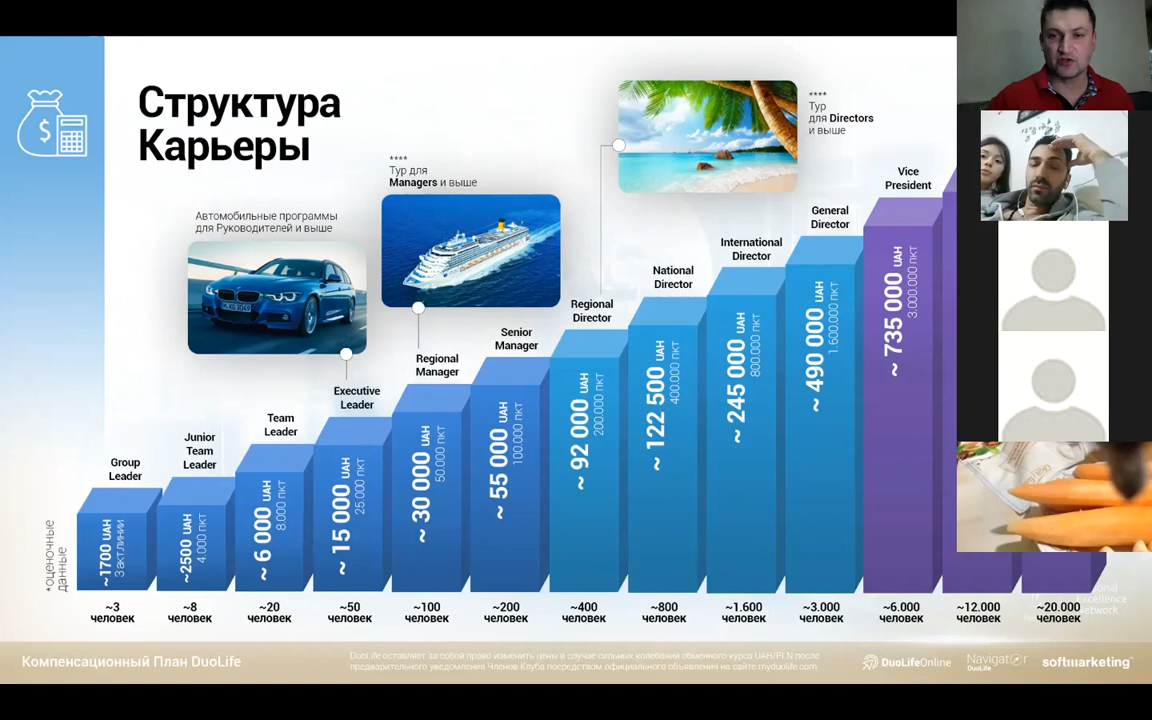 Структура
Карьеры
****
Тур для
Managers и выше
****
Тур
для Directors
и выше
Автомобильные программы
для Руководителей и выше
Group
Leader
Junior
Team
Leader
Team
Leader
Executive
Leader
Regional
Manager
Senior
Manager
Regional
Director
National
Director
International
Director
General
Director
Vice
President
*оценочные
данные
~1700 UAH
3 акт.линии
~2500 UAH
4.000 ПКТ
~ 6 000 UAH
8.000 ПКТ
~ 15 000 UAH
25.000 ПКТ
~ 30 000 UAH
50.000 ПКТ
~ 55 000 UAH
100.000 ПКТ
~ 92 000 UAH
200.000 ПКТ
~ 122 500 UAH
400.000 ПКТ
~ 245 000 UAH
800.000 ПКТ
~ 490 000 UAH
1.600.000 ПКТ
~ 735 000 UAH
3.000.000 ПКТ
~3
человек
~8
человек
~20
человек
~50
человек
~100
человек
~200
человек
~400
человек
~800
человек
~1.600
человек
~3.000
человек
~6.000
человек
~12.000
человек
~20.000
человек
Excellence
Network
Компенсационный План DuoLife
DuoLife оставляет за собой право изменить цены в случае сильных колебаний обменного курса UAH/PLN после
предварительного уведомления Членов Клуба посредством официального объявления на сайте myduolife.com
DuoLifeOnline
Navigator
DuoLife
softmarketing